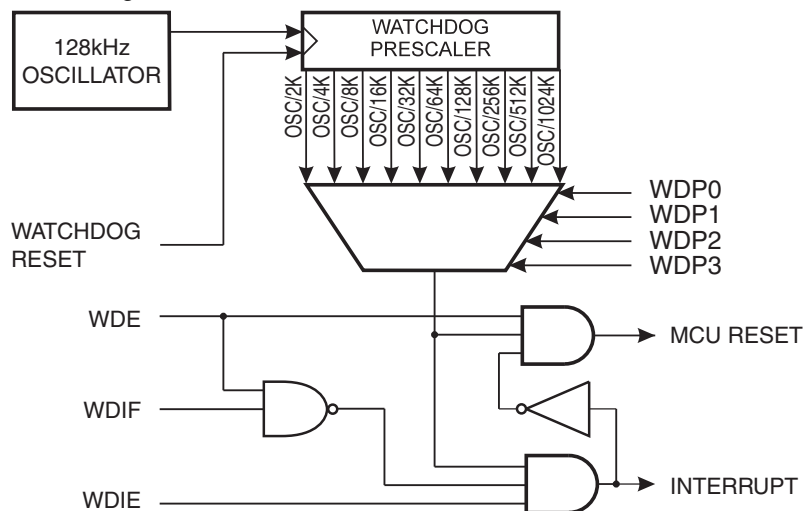 128kHz
OSCILLATOR
WATCHDOG
PRESCALER
OSC/2K
OSC/4K
OSC/8K
OSC/16K
OSC/32K
OSC/64K
OSC/128K
OSC/256K
OSC/512K
OSC/1024K
WDP0
WDP1
WDP2
WDP3
WATCHDOG
RESET
WDE
MCU RESET
WDIF
WDIE
INTERRUPT